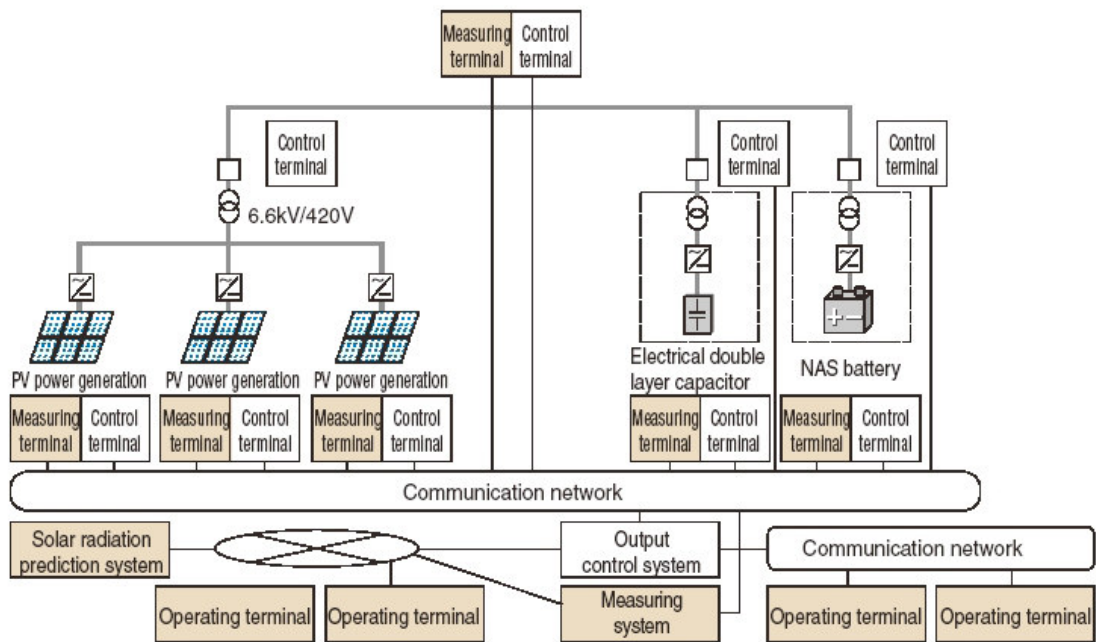 Measuring
terminal
Control
terminal
Control
terminal
Control
terminal
Control
terminal
6.6kV/420V
PV power generation
PV power generation
PV power generation
Electrical double
layer capacitor
NAS battery
Measuring
terminal
Control
terminal
Measuring
terminal
Control
terminal
Measuring
terminal
Control
terminal
Measuring
terminal
Control
terminal
Measuring
terminal
Control
terminal
Communication network
Solar radiation
prediction system
Output
control system
Communication network
Operating terminal
Operating terminal
Measuring
system
Operating terminal
Operating terminal